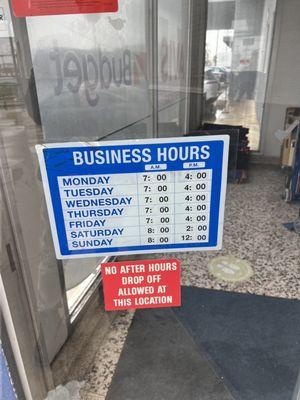 Budget
BUSINESS HOURS
A.M. P.M.
MONDAY 7: 00 4: 00
TUESDAY 7: 00 4: 00
WEDNESDAY 7: 00 4: 00
THURSDAY 7: 00 4: 00
FRIDAY 7: 00 4: 00
SATURDAY 8: 00 2: 00
SUNDAY 8: 00 12: 00
NO AFTER HOURS
DROP OFF
ALLOWED AT
THIS LOCATION